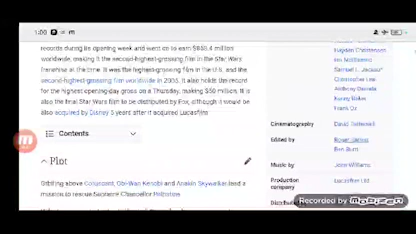 1:00
records during its opening week and went on to earn $868.4 million
worldwide, making it the second-highest-grossing film in the Star Wars
franchise at the time. It was the highest-grossing film in the U.S. and the
second-highest-grossing film worldwide in 2005. It also holds the record
for the highest opening-day gross on a Thursday, making $50 million. It is
also the final Star Wars film to be distributed by Fox, although it would be
also acquired by Disney 5 years after it acquired Lucasfilm
Contents
Plot
Orbiting above Coruscant, Obi-Wan Kenobi and Anakin Skywalker lead a
mission to rescue Supreme Chancellor Palpatine
Hayden Christensen
Ian McDiarmid
Samuel L. Jackson
Christopher Lee
Anthony Daniels
Kenny Baker
Frank Oz
Cinematography David Tattersall
Edited by Roger Barton
Ben Burtt
Music by John Williams
Production
company
Lucasfilm Ltd.
Distributed
Recorded by
MOBIZEN